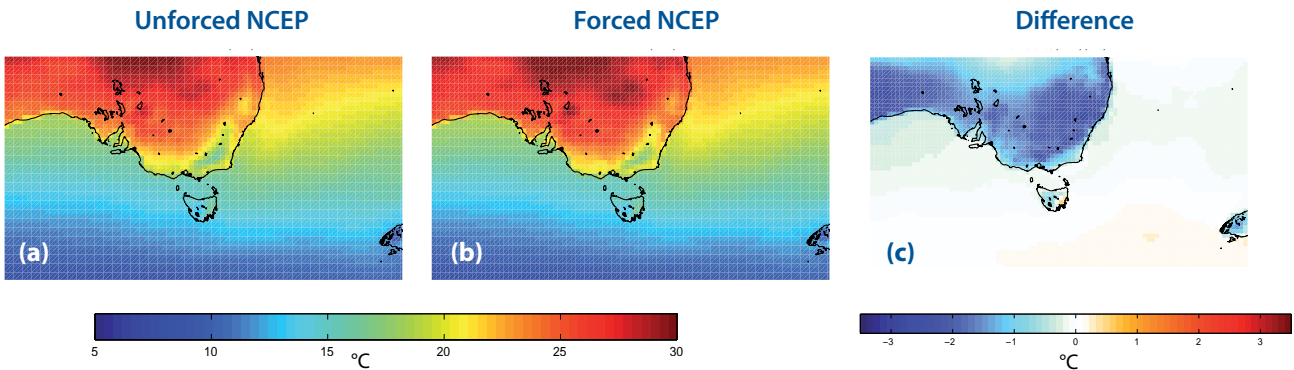 Unforced NCEP Forced NCEP Difference
(a) (b) (c)
5 10 15 20 25 30 −3 −2 −1 0 1 2 3
°C °C